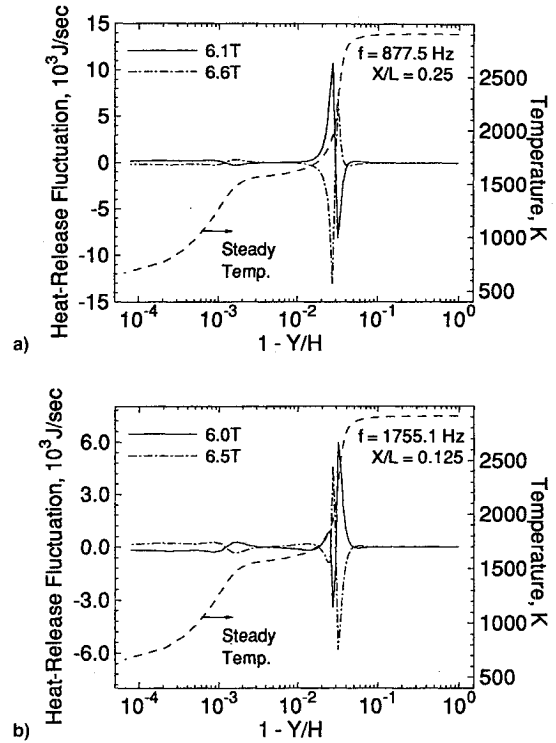 15
10
5
0
-5
-10
-15
Heat-Release Fluctuation, 10³J/sec
6.1T
6.6T
f = 877.5 Hz
X/L = 0.25
Steady
Temp.
2500
2000
1500
1000
500
Temperature, K
10⁻⁴
10⁻³
10⁻²
10⁻¹
10⁰
1 - Y/H
a)
6.0
3.0
0.0
-3.0
-6.0
Heat-Release Fluctuation, 10³J/sec
6.0T
6.5T
f = 1755.1 Hz
X/L = 0.125
Steady
Temp.
2500
2000
1500
1000
500
Temperature, K
10⁻⁴
10⁻³
10⁻²
10⁻¹
10⁰
1 - Y/H
b)